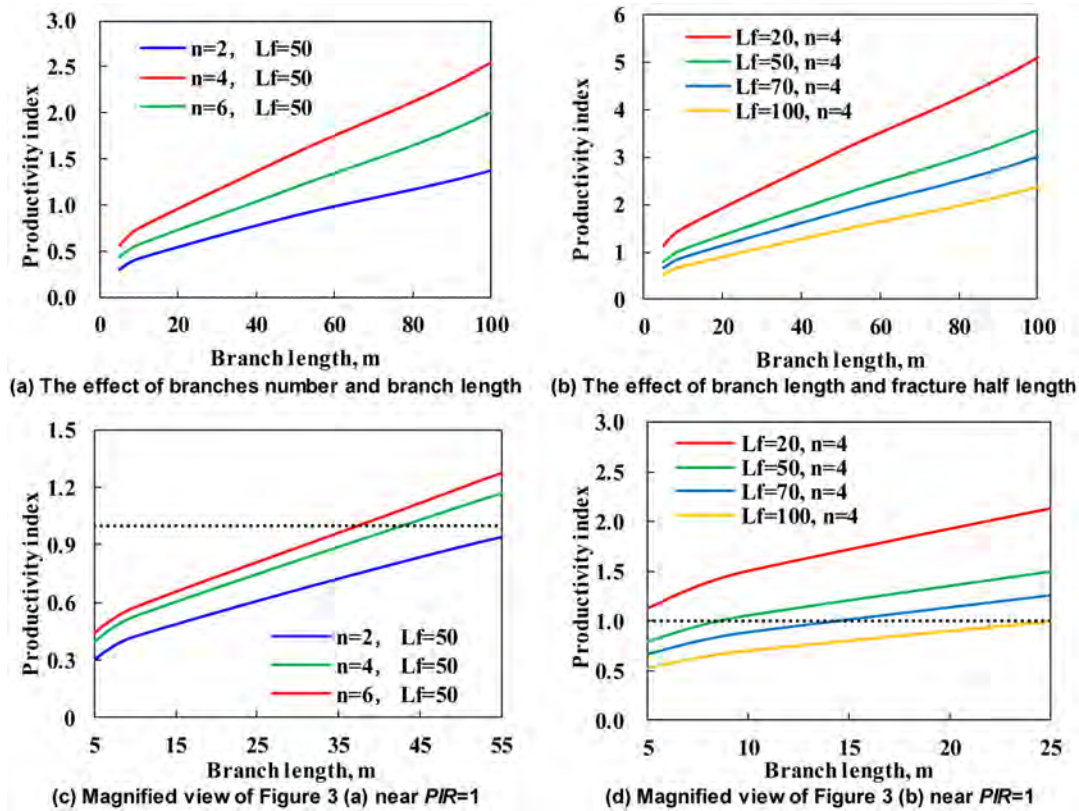 3.0
2.5
2.0
1.5
1.0
0.5
0.0
Productivity index
n=2, Lf=50
n=4, Lf=50
n=6, Lf=50
0 20 40 60 80 100
Branch length, m
(a) The effect of branches number and branch length
6
5
4
3
2
1
0
Productivity index
Lf=20, n=4
Lf=50, n=4
Lf=70, n=4
Lf=100, n=4
0 20 40 60 80 100
Branch length, m
(b) The effect of branch length and fracture half length
1.5
1.2
0.9
0.6
0.3
0
Productivity index
n=2, Lf=50
n=4, Lf=50
n=6, Lf=50
5 15 25 35 45 55
Branch length, m
(c) Magnified view of Figure 3 (a) near PIR=1
3.0
2.5
2.0
1.5
1.0
0.5
0.0
Productivity index
Lf=20, n=4
Lf=50, n=4
Lf=70, n=4
Lf=100, n=4
5 10 15 20 25
Branch length, m
(d) Magnified view of Figure 3 (b) near PIR=1